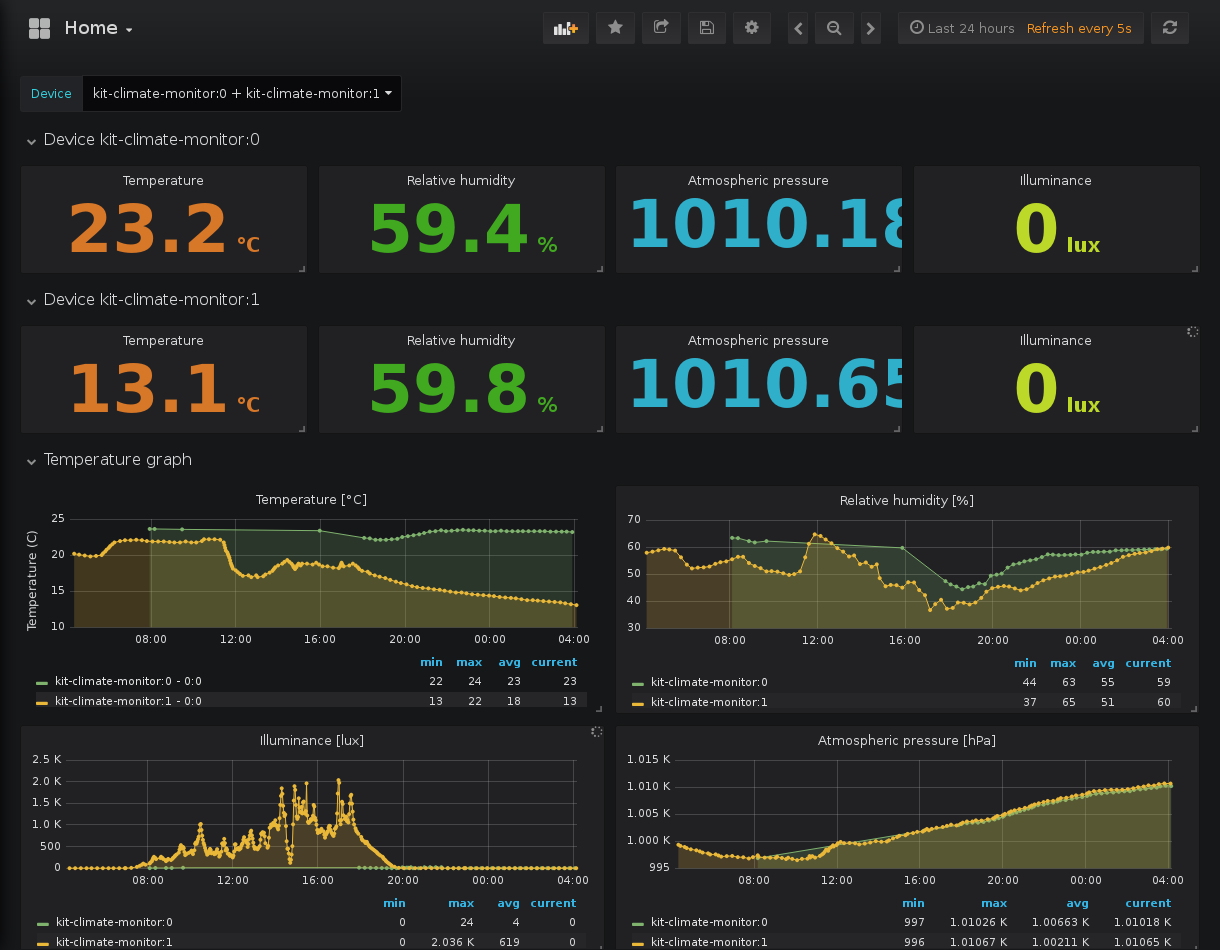 Home
Last 24 hours Refresh every 5s
Device kit-climate-monitor:0 + kit-climate-monitor:1
Device kit-climate-monitor:0
Temperature Relative humidity Atmospheric pressure Illuminance
23.2 °C 59.4 % 1010.18 0 lux
Device kit-climate-monitor:1
Temperature Relative humidity Atmospheric pressure Illuminance
13.1 °C 59.8 % 1010.65 0 lux
Temperature graph
Temperature [°C]
Temperature (C)
25
20
15
10
08:00 12:00 16:00 20:00 00:00 04:00
min max avg current
kit-climate-monitor:0 - 0:0 22 24 23 23
kit-climate-monitor:1 - 0:0 13 22 18 13
Relative humidity [%]
70
60
50
40
30
08:00 12:00 16:00 20:00 00:00 04:00
min max avg current
kit-climate-monitor:0 44 63 55 59
kit-climate-monitor:1 37 65 51 60
Illuminance [lux]
2.5 K
2.0 K
1.5 K
1.0 K
500
0
08:00 12:00 16:00 20:00 00:00 04:00
min max avg current
kit-climate-monitor:0 0 24 4 0
kit-climate-monitor:1 0 2.036 K 619 0
Atmospheric pressure [hPa]
1.015 K
1.010 K
1.005 K
1.000 K
995
08:00 12:00 16:00 20:00 00:00 04:00
min max avg current
kit-climate-monitor:0 997 1.01026 K 1.00663 K 1.01018 K
kit-climate-monitor:1 996 1.01067 K 1.00211 K 1.01065 K